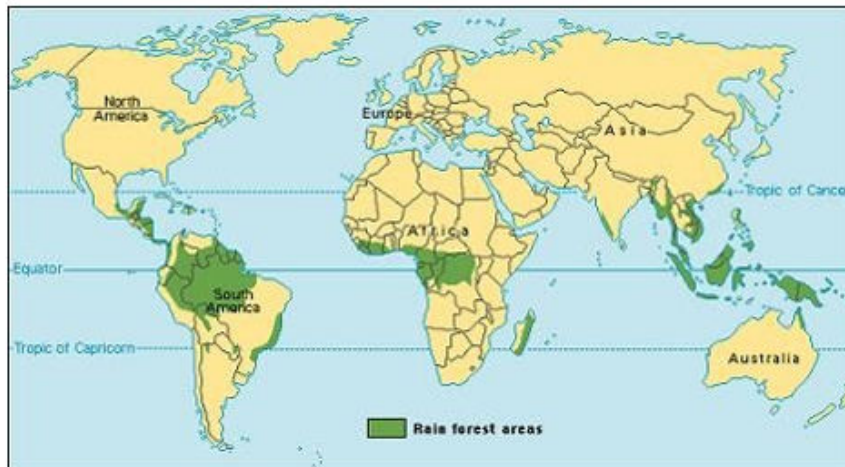 North
America
Europe
Asia
Tropic of Cance
Africa
Equator
South
America
Tropic of Capricorn
Australia
Rain forest areas